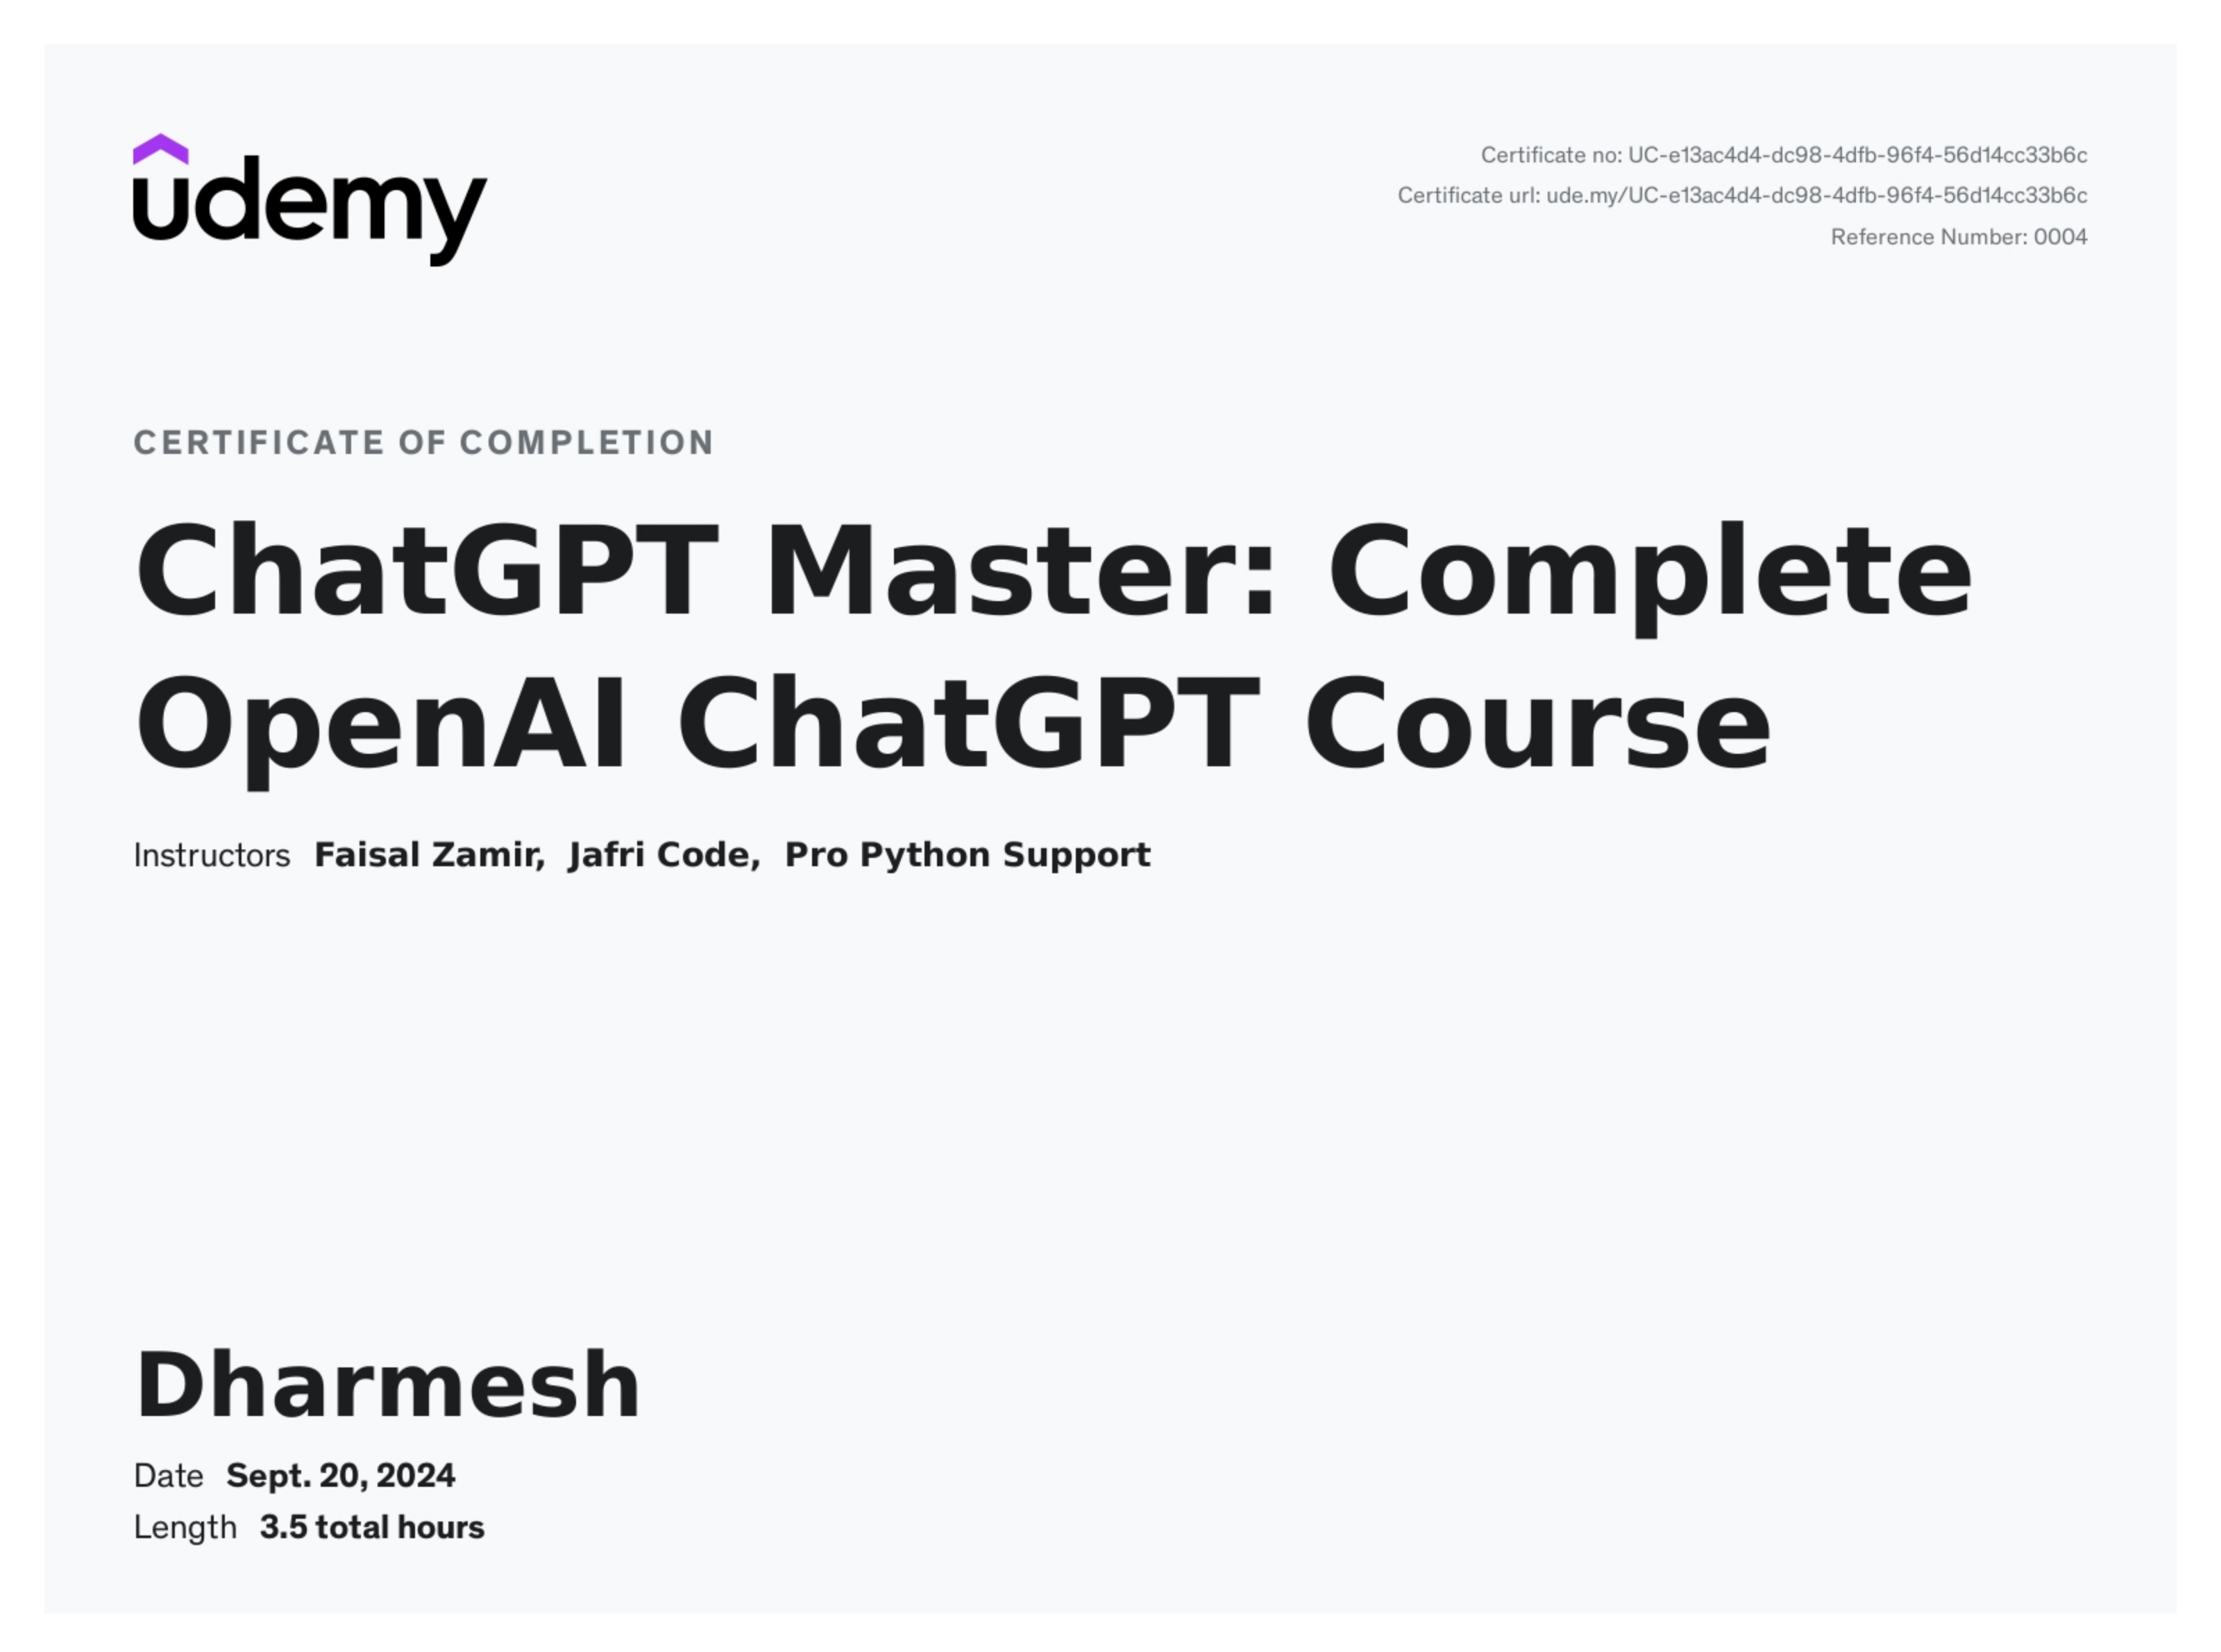 udemy
Certificate no: UC-e13ac4d4-dc98-4dfb-96f4-56d14cc33b6c
Certificate url: ude.my/UC-e13ac4d4-dc98-4dfb-96f4-56d14cc33b6c
Reference Number: 0004
CERTIFICATE OF COMPLETION
ChatGPT Master: Complete
OpenAI ChatGPT Course
Instructors Faisal Zamir, Jafri Code, Pro Python Support
Dharmesh
Date Sept. 20, 2024
Length 3.5 total hours